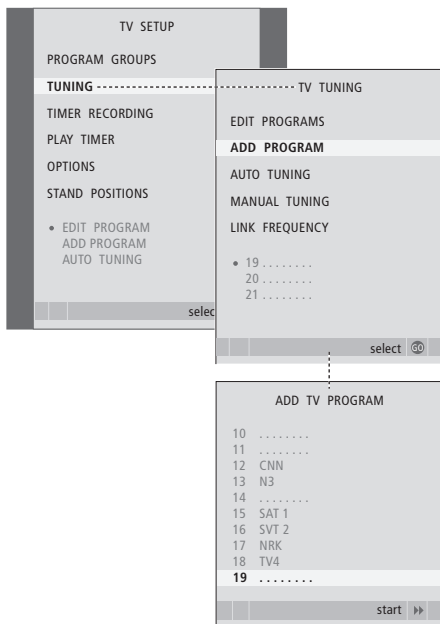 TV SETUP
PROGRAM GROUPS
TUNING
TIMER RECORDING
PLAY TIMER
OPTIONS
STAND POSITIONS
• EDIT PROGRAM
ADD PROGRAM
AUTO TUNING
selec
TV TUNING
EDIT PROGRAMS
ADD PROGRAM
AUTO TUNING
MANUAL TUNING
LINK FREQUENCY
• 19 ........
20 ........
21 ........
select GO
ADD TV PROGRAM
10 ........
11 ........
12 CNN
13 N3
14 ........
15 SAT 1
16 SVT 2
17 NRK
18 TV4
19 ........
start